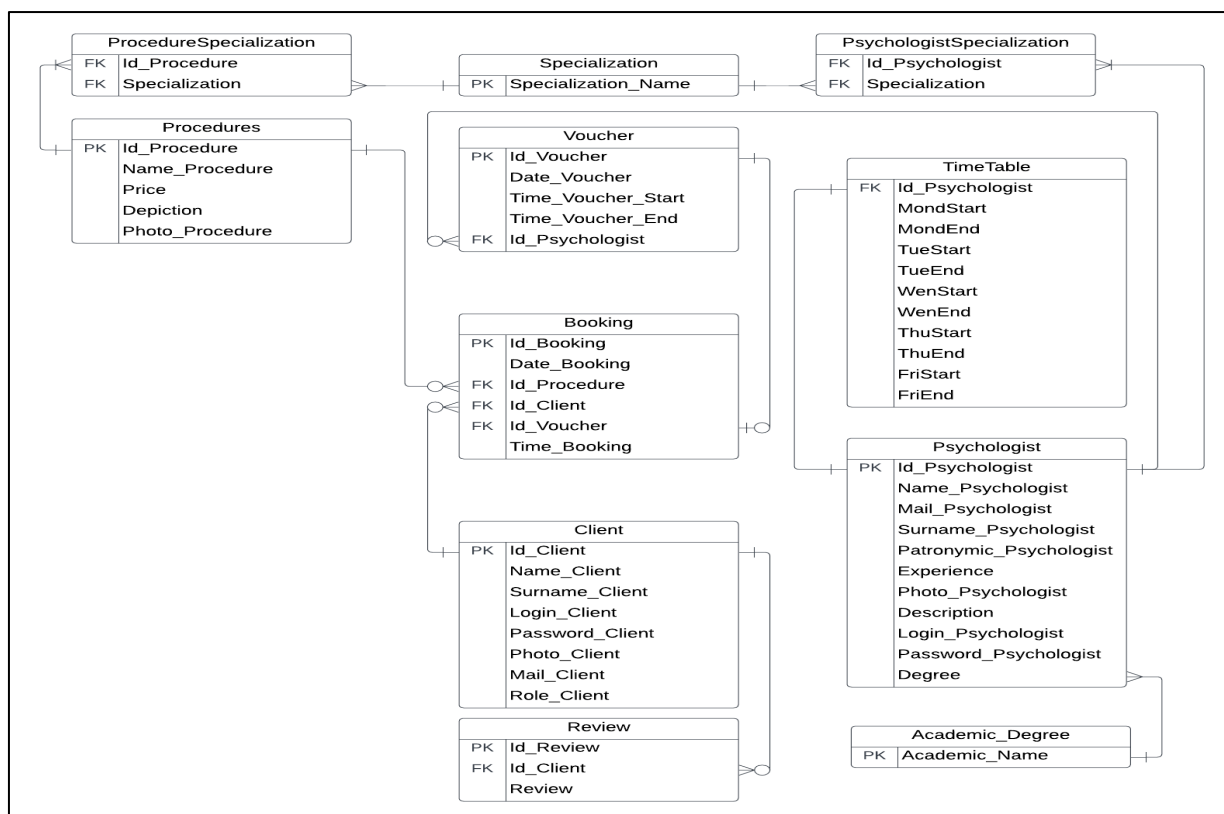 ProcedureSpecialization
FK Id_Procedure
FK Specialization
Specialization
PK Specialization_Name
PsychologistSpecialization
FK Id_Psychologist
FK Specialization
Procedures
PK Id_Procedure
Name_Procedure
Price
Depiction
Photo_Procedure
Voucher
PK Id_Voucher
Date_Voucher
Time_Voucher_Start
Time_Voucher_End
FK Id_Psychologist
TimeTable
FK Id_Psychologist
MondStart
MondEnd
TueStart
TueEnd
WenStart
WenEnd
ThuStart
ThuEnd
FriStart
FriEnd
Booking
PK Id_Booking
Date_Booking
FK Id_Procedure
FK Id_Client
FK Id_Voucher
Time_Booking
Psychologist
PK Id_Psychologist
Name_Psychologist
Mail_Psychologist
Surname_Psychologist
Patronymic_Psychologist
Experience
Photo_Psychologist
Description
Login_Psychologist
Password_Psychologist
Degree
Client
PK Id_Client
Name_Client
Surname_Client
Login_Client
Password_Client
Photo_Client
Mail_Client
Role_Client
Review
PK Id_Review
FK Id_Client
Review
Academic_Degree
PK Academic_Name